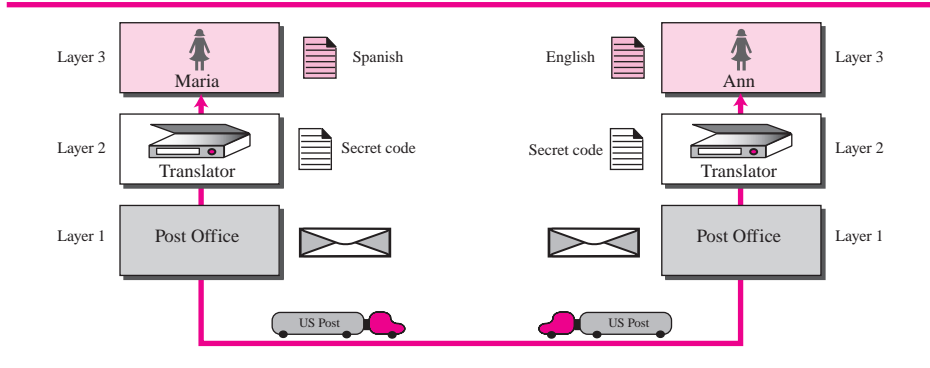 Layer 3
Maria
Spanish
English
Ann
Layer 3
Layer 2
Translator
Secret code
Secret code
Translator
Layer 2
Layer 1
Post Office
Post Office
Layer 1
US Post
US Post